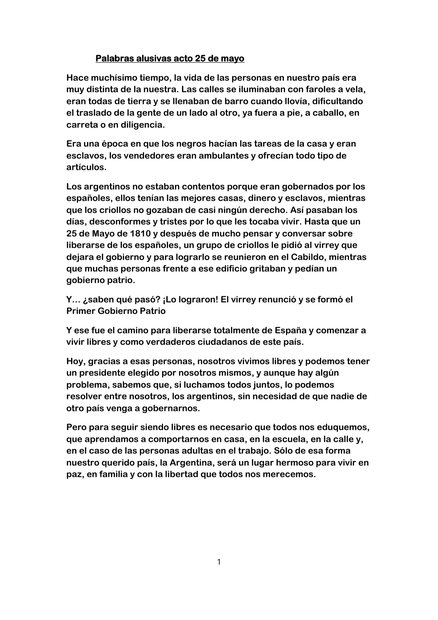 Palabras alusivas acto 25 de mayo
Hace muchísimo tiempo, la vida de las personas en nuestro país era
muy distinta de la nuestra. Las calles se iluminaban con faroles a vela,
eran todas de tierra y se llenaban de barro cuando llovía, dificultando
el traslado de la gente de un lado al otro, ya fuera a pie, a caballo, en
carreta o en diligencia.
Era una época en que los negros hacían las tareas de la casa y eran
esclavos, los vendedores eran ambulantes y ofrecían todo tipo de
artículos.
Los argentinos no estaban contentos porque eran gobernados por los
españoles, ellos tenían las mejores casas, dinero y esclavos, mientras
que los criollos no gozaban de casi ningún derecho. Así pasaban los
días, desconformes y tristes por lo que les tocaba vivir. Hasta que un
25 de Mayo de 1810 y después de mucho pensar y conversar sobre
liberarse de los españoles, un grupo de criollos le pidió al virrey que
dejara el gobierno y para lograrlo se reunieron en el Cabildo, mientras
que muchas personas frente a ese edificio gritaban y pedían un
gobierno patrio.
Y... ¿saben qué pasó? ¡Lo lograron! El virrey renunció y se formó el
Primer Gobierno Patrio
Y ese fue el camino para liberarse totalmente de España y comenzar a
vivir libres y como verdaderos ciudadanos de este país.
Hoy, gracias a esas personas, nosotros vivimos libres y podemos tener
un presidente elegido por nosotros mismos, y aunque hay algún
problema, sabemos que, si luchamos todos juntos, lo podemos
resolver entre nosotros, los argentinos, sin necesidad de que nadie de
otro país venga a gobernarnos.
Pero para seguir siendo libres es necesario que todos nos eduquemos,
que aprendamos a comportarnos en casa, en la escuela, en la calle y,
en el caso de las personas adultas en el trabajo. Sólo de esa forma
nuestro querido país, la Argentina, será un lugar hermoso para vivir en
paz, en familia y con la libertad que todos nos merecemos.
1